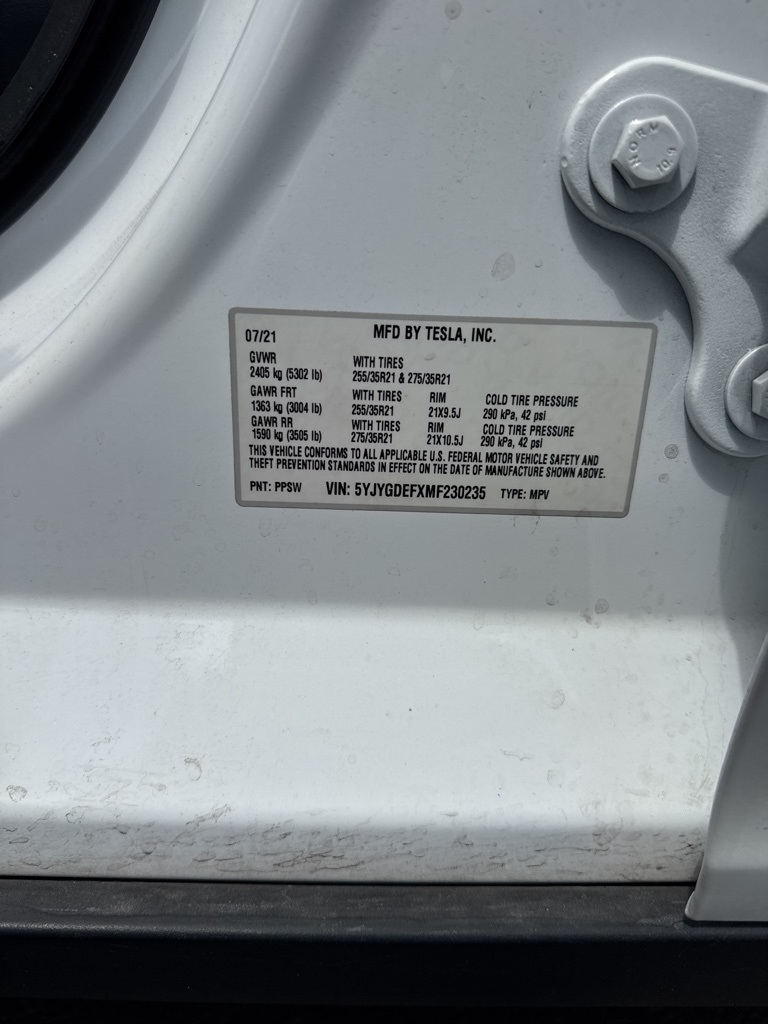 07/21 MFD BY TESLA, INC.
GVWR WITH TIRES
2405 kg (5302 lb) 255/35R21 & 275/35R21
GAWR FRT WITH TIRES RIM COLD TIRE PRESSURE
1363 kg (3004 lb) 255/35R21 21X9.5J 290 kPa, 42 psi
GAWR RR WITH TIRES RIM COLD TIRE PRESSURE
1590 kg (3505 lb) 275/35R21 21X10.5J 290 kPa, 42 psi
THIS VEHICLE CONFORMS TO ALL APPLICABLE U.S. FEDERAL MOTOR VEHICLE SAFETY AND
THEFT PREVENTION STANDARDS IN EFFECT ON THE DATE OF MANUFACTURE SHOWN ABOVE.
PNT: PPSW VIN: 5YJYGDEFXMF230235 TYPE: MPV
NORM
10.9